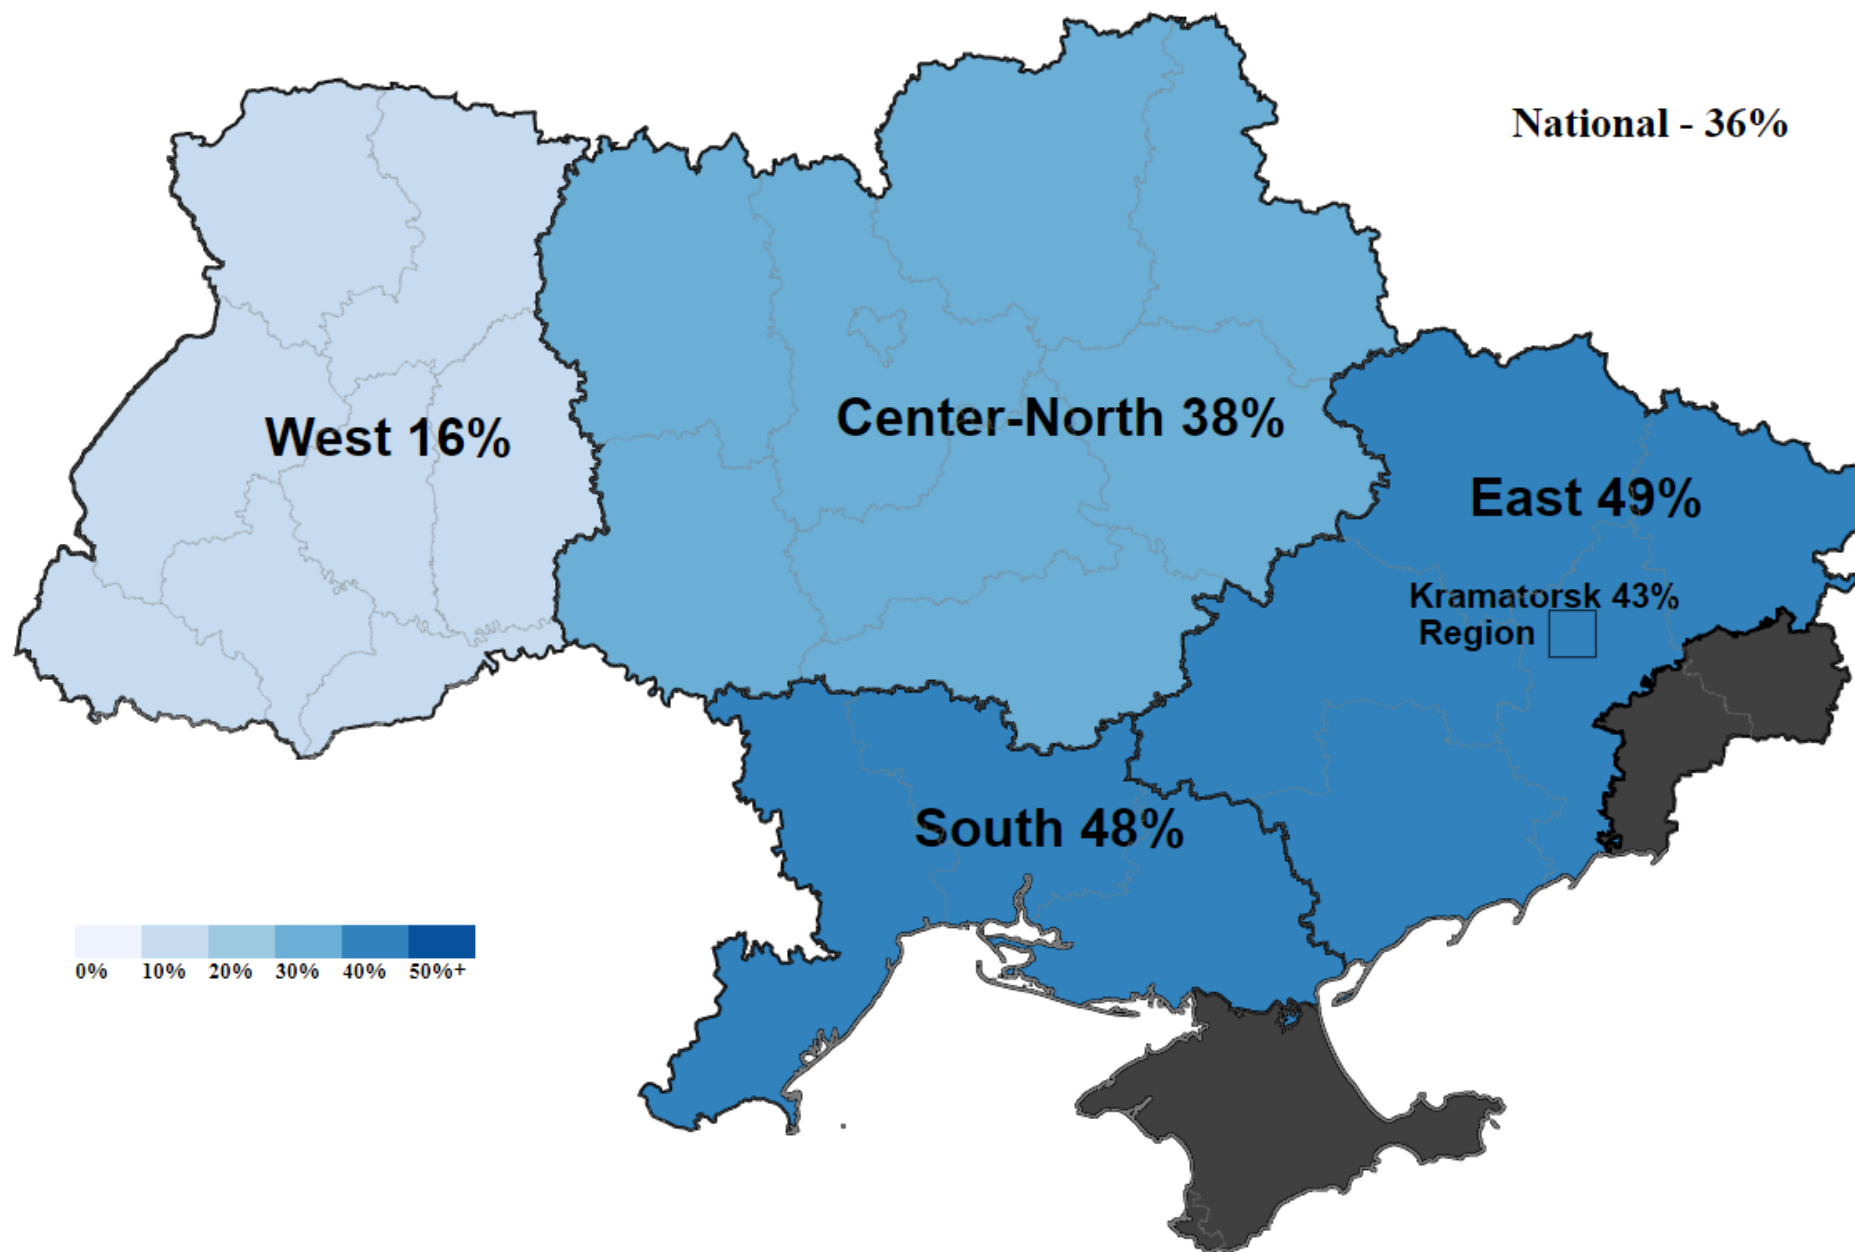 National - 36%
West 16%
Center-North 38%
East 49%
Kramatorsk 43%
Region
South 48%
0% 10% 20% 30% 40% 50%+